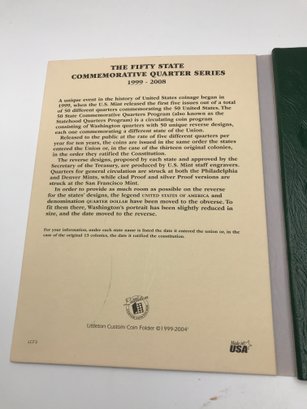 THE FIFTY STATE
COMMEMORATIVE QUARTER SERIES
1999 - 2008
A unique event in the history of United States coinage began in
1999, when the U.S. Mint released the first five issues out of a total
of 50 different quarters commemorating the 50 United States. The
50 State Commemorative Quarters Program (also known as the
Statehood Quarters Program) is a circulating coin program
consisting of Washington quarters with 50 unique reverse designs,
each one commemorating a different state of the Union.
Released to the public at the rate of five different quarters per
year for ten years, the coins are issued in the same order the states
entered the Union or, in the case of the thirteen original colonies,
in the order they ratified the Constitution.
The reverse designs, proposed by each state and approved by the
Secretary of the Treasury, are produced by U.S. Mint staff engravers.
Quarters for general circulation are struck at both the Philadelphia
and Denver Mints, while clad Proof and silver Proof versions are
struck at the San Francisco Mint.
In order to provide as much room as possible on the reverse
for the states' designs, the legend UNITED STATES OF AMERICA and
denomination QUARTER DOLLAR have been moved to the obverse. To
fit them there, Washington's portrait has been slightly reduced in
size, and the date moved to the reverse.
For your information, under each state name is listed the date it entered the union or, in the
case of the original 13 colonies, the date it ratified the constitution.
Littleton
Littleton Custom Coin Folder ©1999-2004
LCF3
Made in
USA